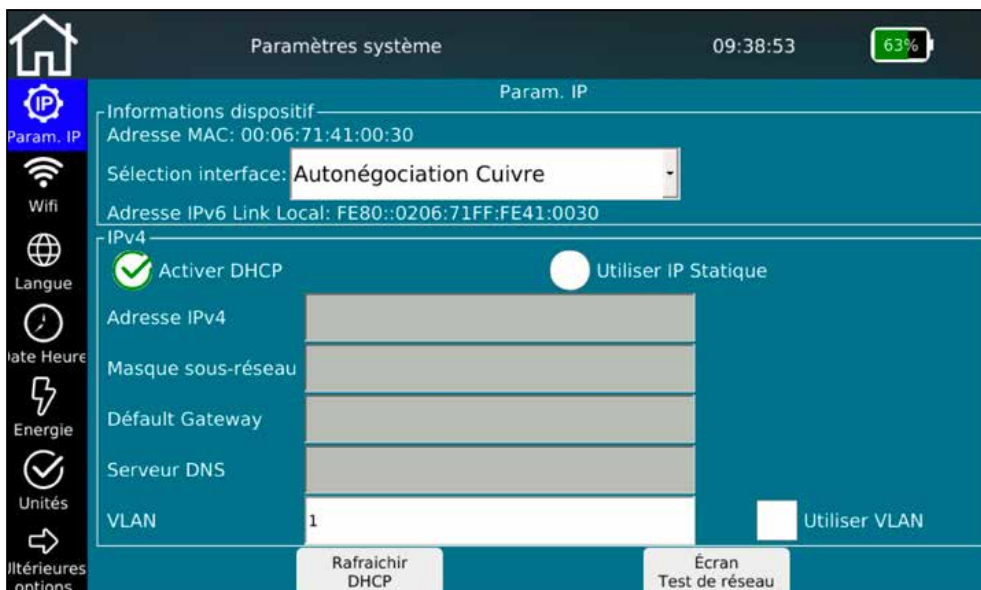 Paramètres système
09:38:53
63%
IP
Param. IP
Wifi
Langue
Date Heure
Energie
Unités
Ultérieures
options
Param. IP
Informations dispositif
Adresse MAC: 00:06:71:41:00:30
Sélection interface: Autonégociation Cuivre
Adresse IPv6 Link Local: FE80::0206:71FF:FE41:0030
IPv4
Activer DHCP
Utiliser IP Statique
Adresse IPv4
Masque sous-réseau
Défault Gateway
Serveur DNS
VLAN
1
Utiliser VLAN
Rafraichir
DHCP
Écran
Test de réseau